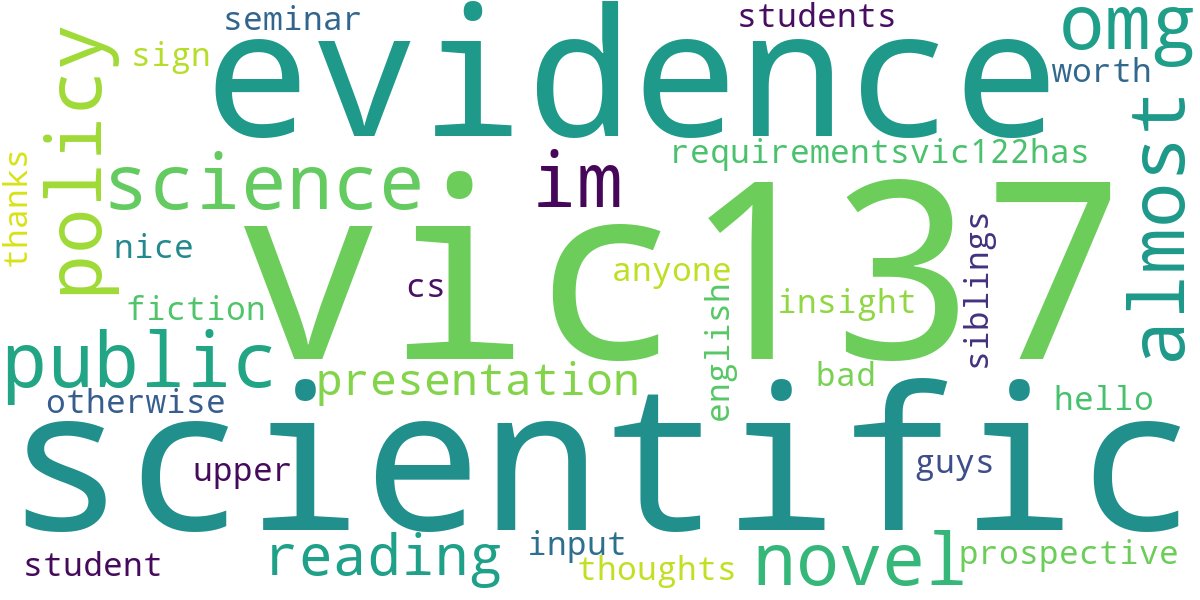 seminar
students
omg
sign
evidence
worth
policy
science
im
requirementsvic122has
almost
thanks
nice
vic137
siblings
cs
anyone
insight
fiction
english
public
presentation
bad
otherwise
hello
scientific
upper
guys
student
reading
input
thoughts
novel
prospective